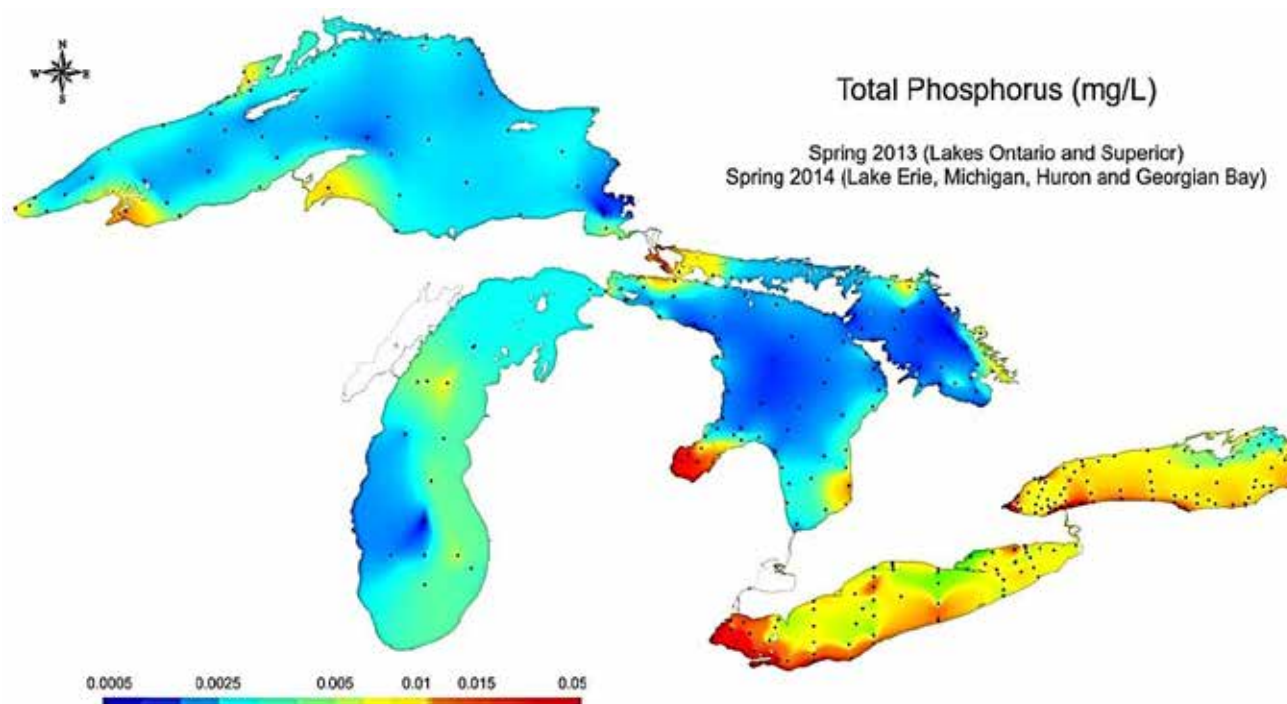 N
W E
S
Total Phosphorus (mg/L)
Spring 2013 (Lakes Ontario and Superior)
Spring 2014 (Lake Erie, Michigan, Huron and Georgian Bay)
0.0005 0.0025 0.005 0.01 0.015 0.05